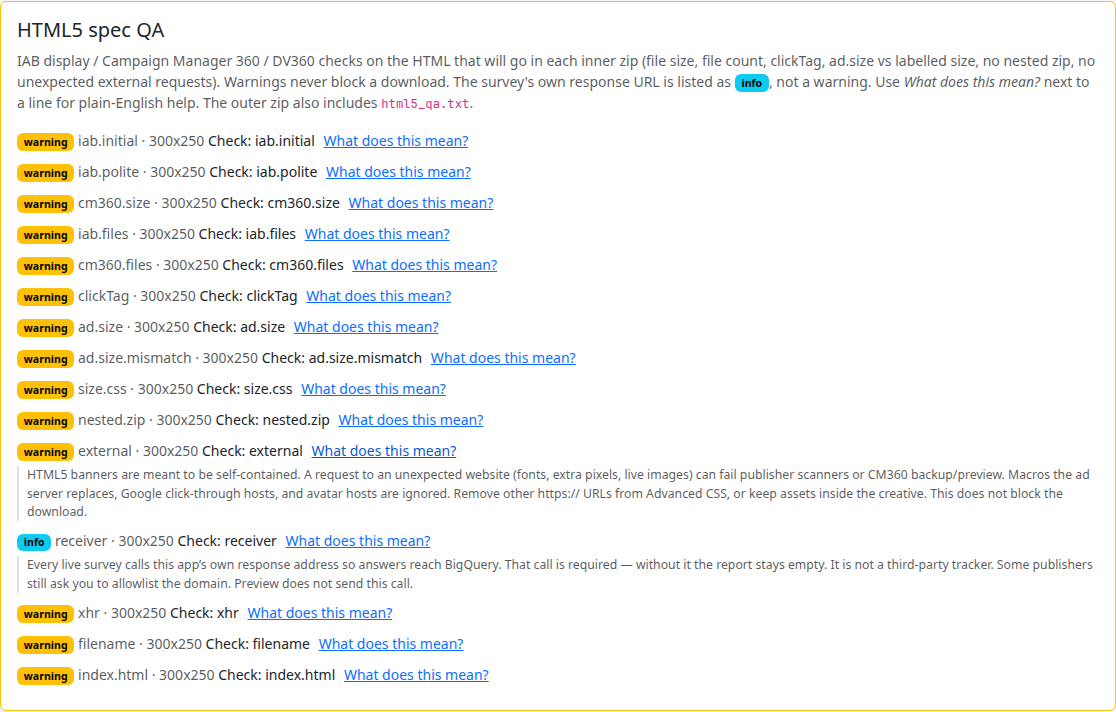 HTML5 spec QA
IAB display / Campaign Manager 360 / DV360 checks on the HTML that will go in each inner zip (file size, file count, clickTag, ad.size vs labelled size, no nested zip, no
unexpected external requests). Warnings never block a download. The survey's own response URL is listed as info, not a warning. Use What does this mean? next to
a line for plain-English help. The outer zip also includes html5_qa.txt.
warning iab.initial · 300x250 Check: iab.initial What does this mean?
warning iab.polite · 300x250 Check: iab.polite What does this mean?
warning cm360.size · 300x250 Check: cm360.size What does this mean?
warning iab.files · 300x250 Check: iab.files What does this mean?
warning cm360.files · 300x250 Check: cm360.files What does this mean?
warning clickTag · 300x250 Check: clickTag What does this mean?
warning ad.size · 300x250 Check: ad.size What does this mean?
warning ad.size.mismatch · 300x250 Check: ad.size.mismatch What does this mean?
warning size.css · 300x250 Check: size.css What does this mean?
warning nested.zip · 300x250 Check: nested.zip What does this mean?
warning external · 300x250 Check: external What does this mean?
HTML5 banners are meant to be self-contained. A request to an unexpected website (fonts, extra pixels, live images) can fail publisher scanners or CM360 backup/preview. Macros the ad
server replaces, Google click-through hosts, and avatar hosts are ignored. Remove other https:// URLs from Advanced CSS, or keep assets inside the creative. This does not block the
download.
info receiver · 300x250 Check: receiver What does this mean?
Every live survey calls this app’s own response address so answers reach BigQuery. That call is required — without it the report stays empty. It is not a third-party tracker. Some publishers
still ask you to allowlist the domain. Preview does not send this call.
warning xhr · 300x250 Check: xhr What does this mean?
warning filename · 300x250 Check: filename What does this mean?
warning index.html · 300x250 Check: index.html What does this mean?